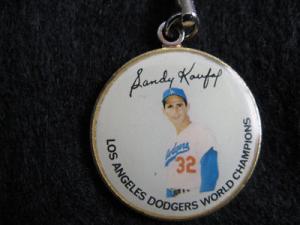 Sandy Koufax
Dodgers
32
LOS ANGELES DODGERS WORLD CHAMPIONS